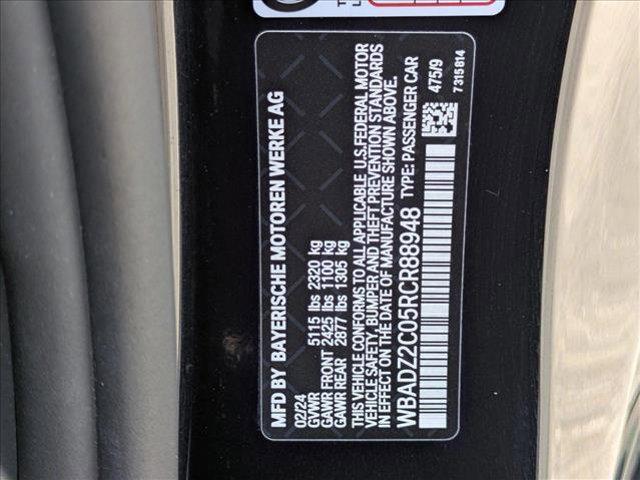 MFD BY BAYERISCHE MOTOREN WERKE AG
02/24
GVWR 5115 lbs 2320 kg
GAWR FRONT 2425 lbs 1100 kg
GAWR REAR 2877 lbs 1305 kg
THIS VEHICLE CONFORMS TO ALL APPLICABLE U.S.FEDERAL MOTOR
VEHICLE SAFETY, BUMPER AND THEFT PREVENTION STANDARDS
IN EFFECT ON THE DATE OF MANUFACTURE SHOWN ABOVE.
WBADZ2C05RCR88948 TYPE: PASSENGER CAR
475/9
7 315 814